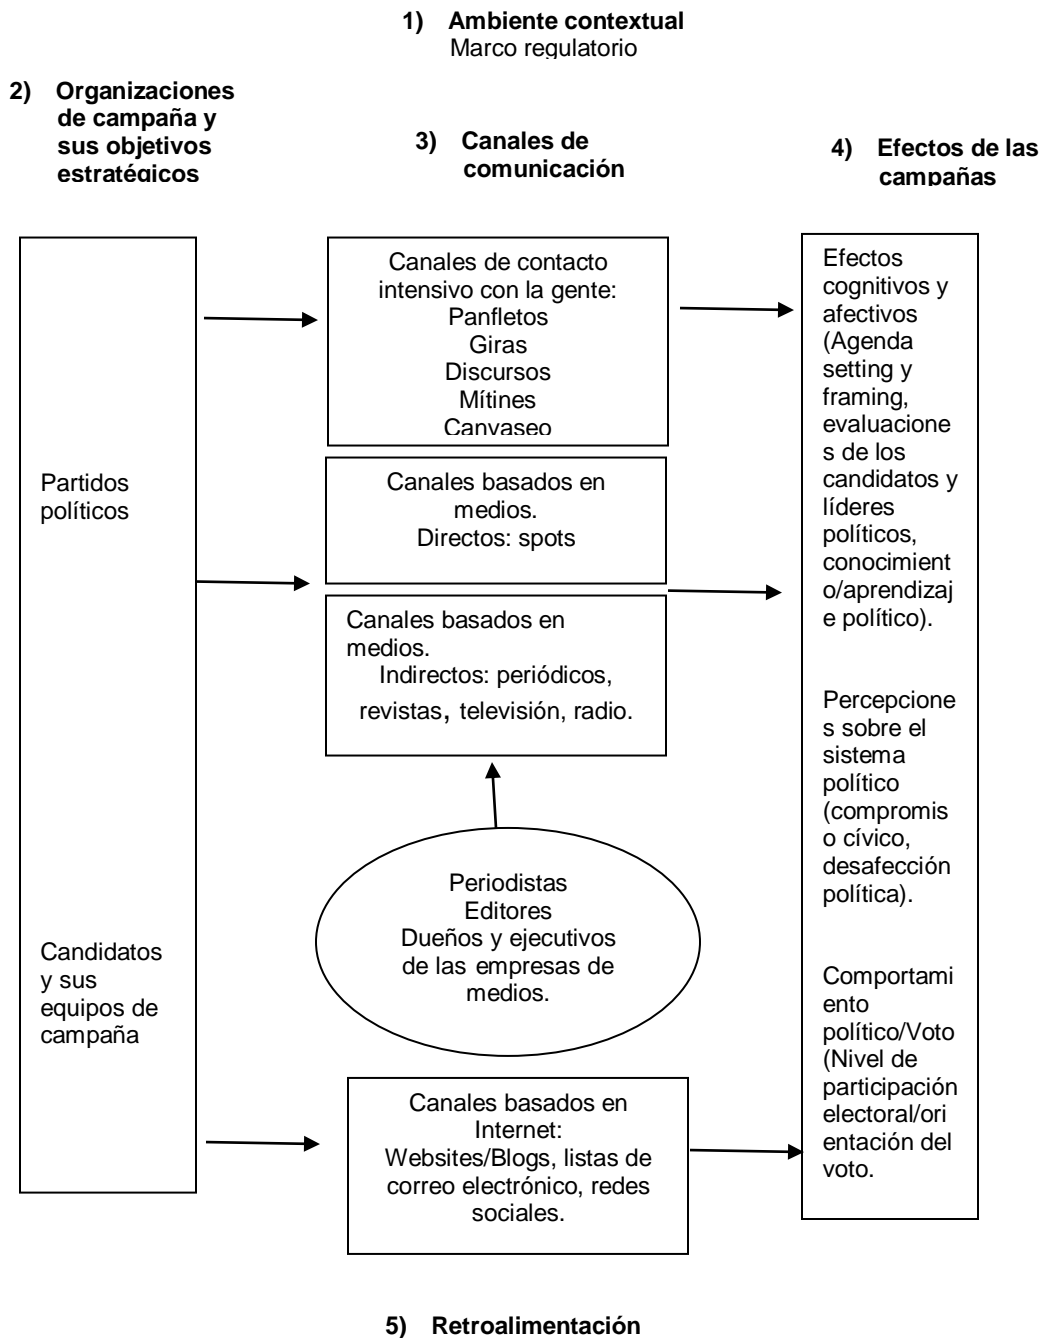 1) Ambiente contextual
Marco regulatorio
2) Organizaciones
de campaña y
sus objetivos
estratégicos
3) Canales de
comunicación
4) Efectos de las
campañas
Partidos
políticos
Candidatos
y sus
equipos de
campaña
Canales de contacto
intensivo con la gente:
Panfletos
Giras
Discursos
Mítines
Canvaseo
Canales basados en
medios.
Directos: spots
Canales basados en
medios.
Indirectos: periódicos,
revistas, televisión, radio.
Periodistas
Editores
Dueños y ejecutivos
de las empresas de
medios.
Canales basados en
Internet:
Websites/Blogs, listas de
correo electrónico, redes
sociales.
Efectos
cognitivos y
afectivos
(Agenda
setting y
framing,
evaluacione
s de los
candidatos y
líderes
políticos,
conocimient
o/aprendizaj
e político).
Percepcione
s sobre el
sistema
político
(compromis
o cívico,
desafección
política).
Comportami
ento
político/Voto
(Nivel de
participación
electoral/ori
entación del
voto.
5) Retroalimentación